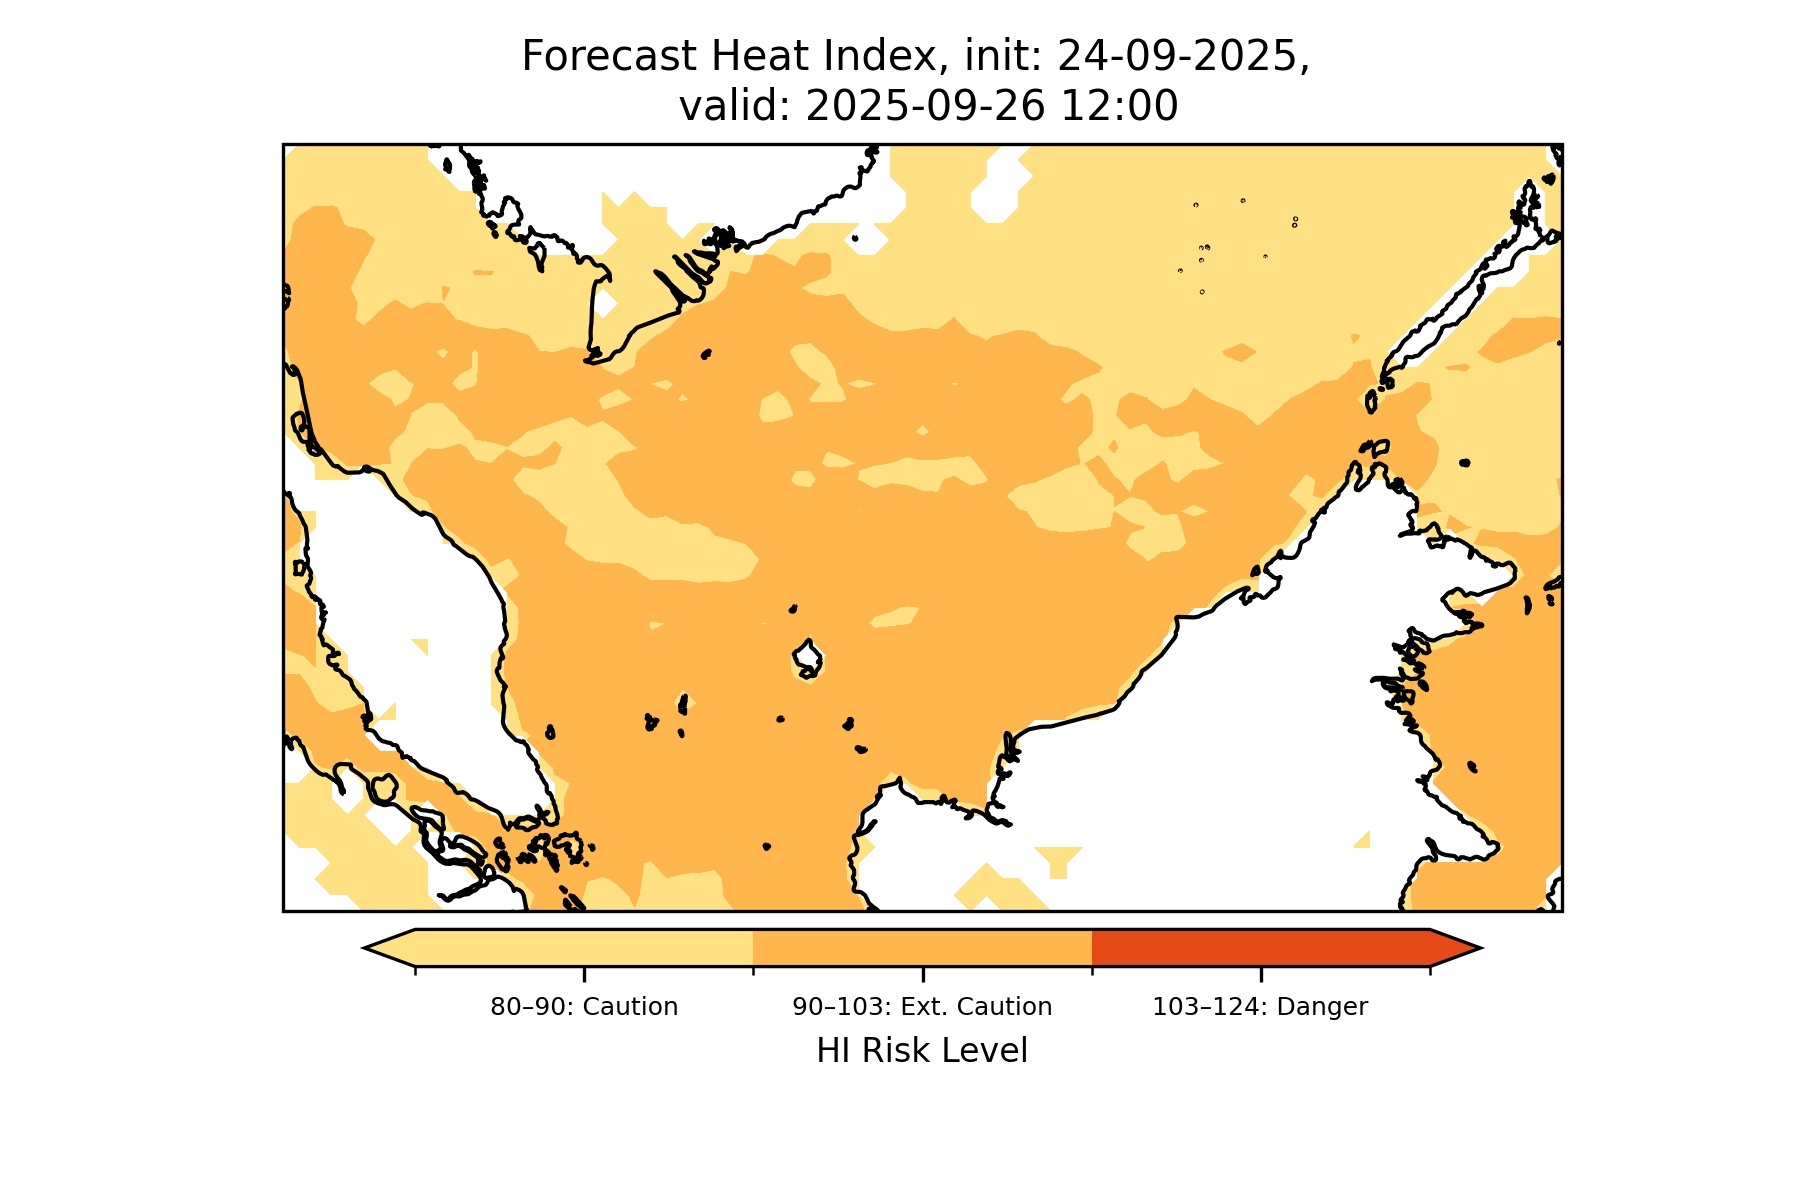 Forecast Heat Index, init: 24-09-2025,
valid: 2025-09-26 12:00
80–90: Caution
90–103: Ext. Caution
103–124: Danger
HI Risk Level